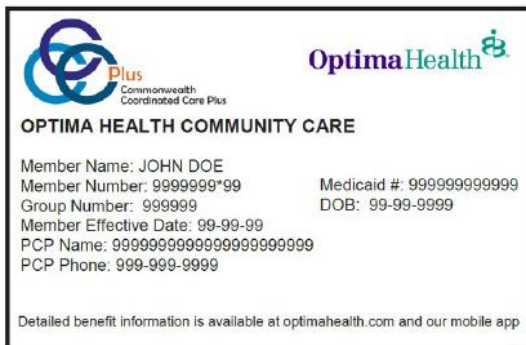 CCC
Plus
Commonwealth
Coordinated Care Plus
OptimaHealth
OPTIMA HEALTH COMMUNITY CARE
Member Name: JOHN DOE
Member Number: 9999999*99
Medicaid #: 999999999999
Group Number: 999999
DOB: 99-99-9999
Member Effective Date: 99-99-99
PCP Name: 9999999999999999999999
PCP Phone: 999-999-9999
Detailed benefit information is available at optimahealth.com and our mobile app